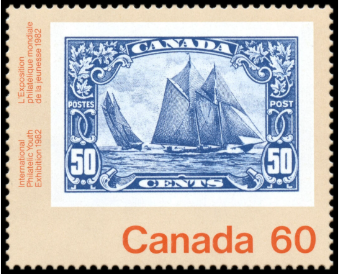 L'Exposition
philatélique mondiale
de la jeunesse 1982
International
Philatelic Youth
Exhibition 1982
CANADA
POSTES
POST
50
50
CENTS
Canada 60